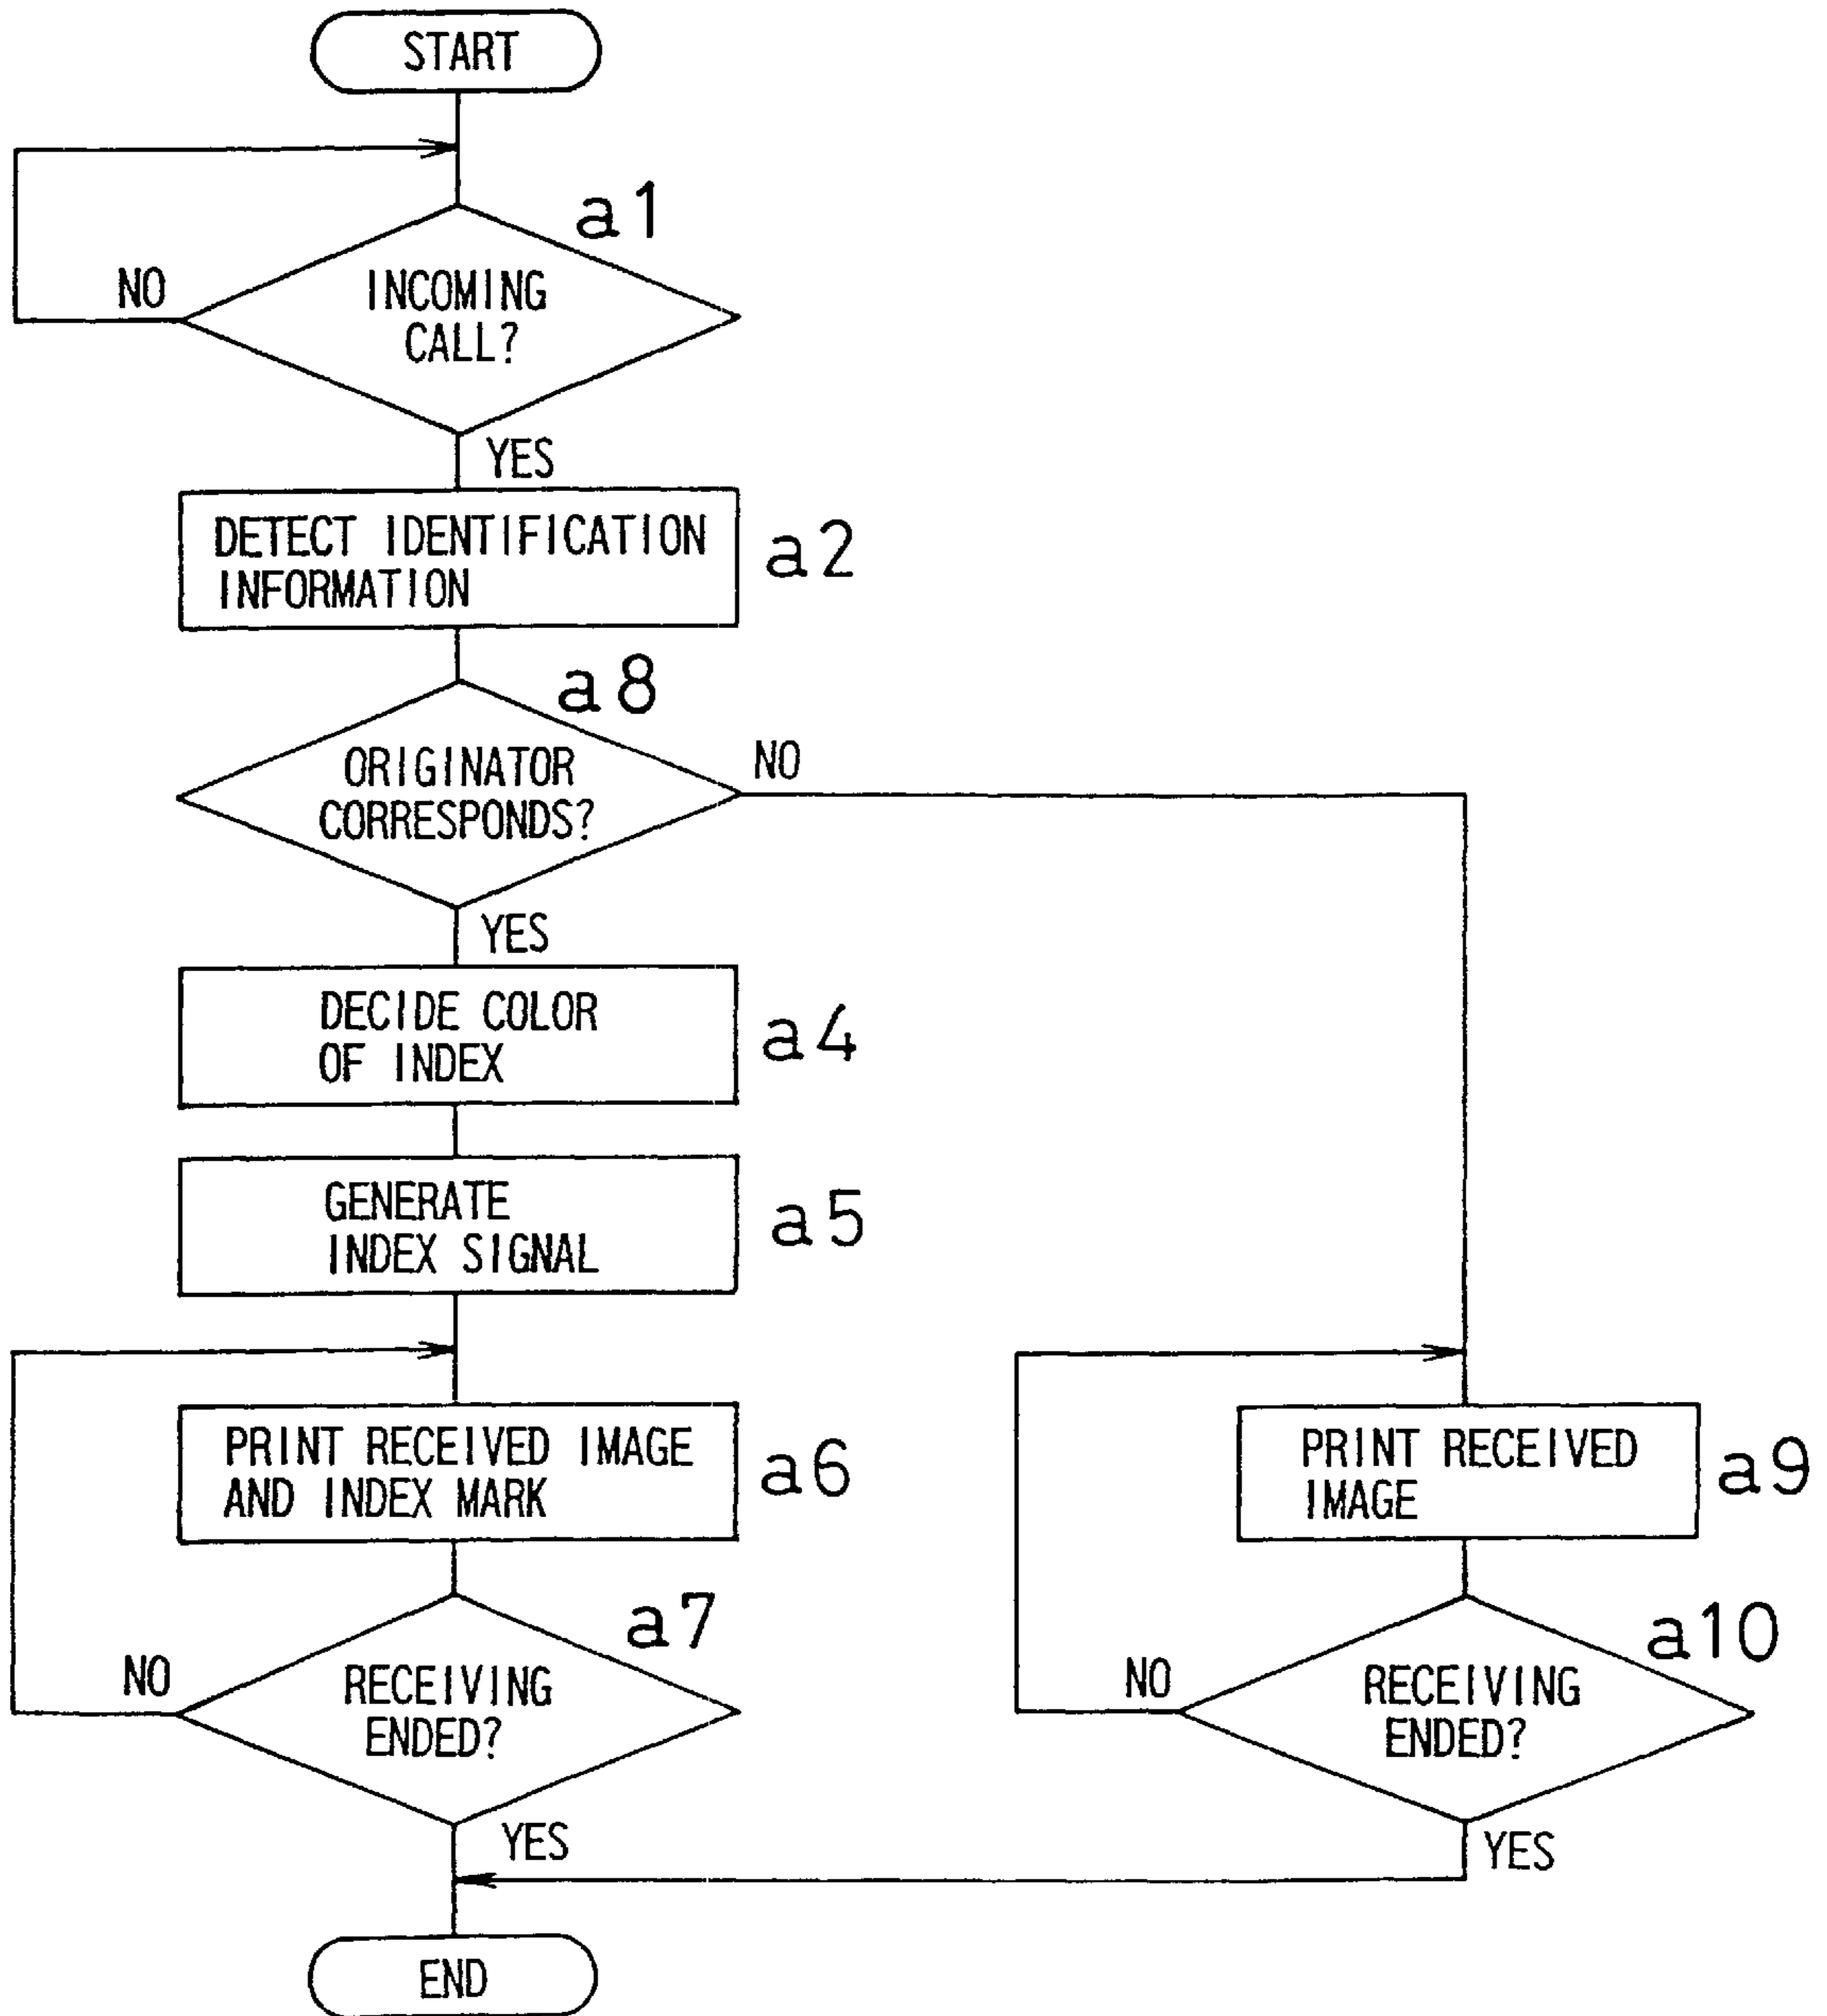 START
a1
NO
INCOMING
CALL?
YES
DETECT IDENTIFICATION
INFORMATION
a2
a8
ORIGINATOR
CORRESPONDS?
NO
YES
DECIDE COLOR
OF INDEX
a4
GENERATE
INDEX SIGNAL
a5
PRINT RECEIVED IMAGE
AND INDEX MARK
a6
PRINT RECEIVED
IMAGE
a9
a7
NO
RECEIVING
ENDED?
YES
a10
NO
RECEIVING
ENDED?
YES
END